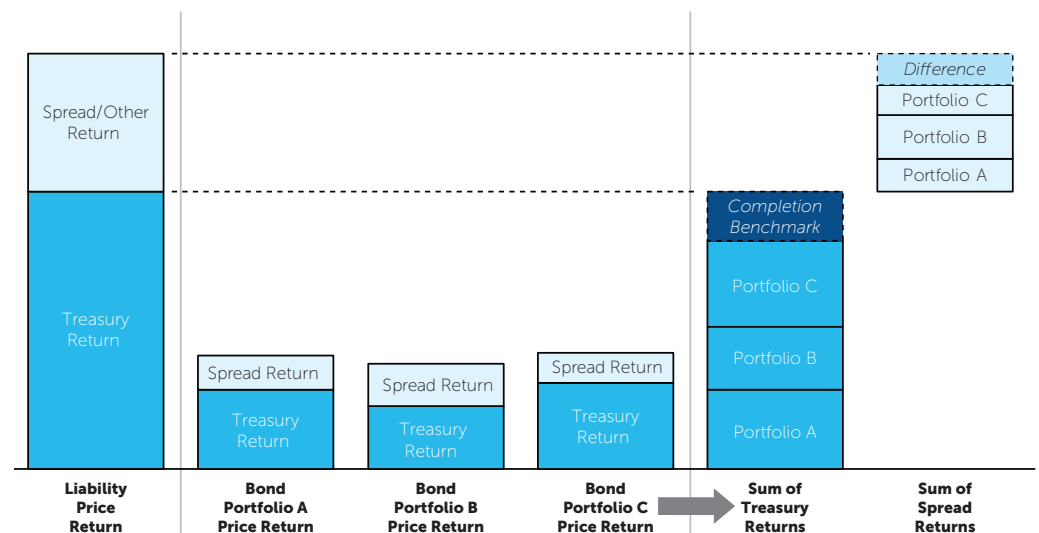 Spread/Other
Return
Treasury
Return
Spread Return
Treasury
Return
Spread Return
Treasury
Return
Spread Return
Treasury
Return
Completion
Benchmark
Portfolio C
Portfolio B
Portfolio A
Difference
Portfolio C
Portfolio B
Portfolio A
Liability
Price
Return
Bond
Portfolio A
Price Return
Bond
Portfolio B
Price Return
Bond
Portfolio C
Price Return
Sum of
Treasury
Returns
Sum of
Spread
Returns